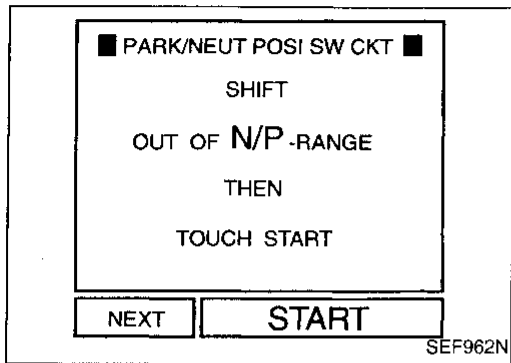 ■ PARK/NEUT POSI SW CKT ■
SHIFT
OUT OF N/P-RANGE
THEN
TOUCH START
NEXT START
SEF962N